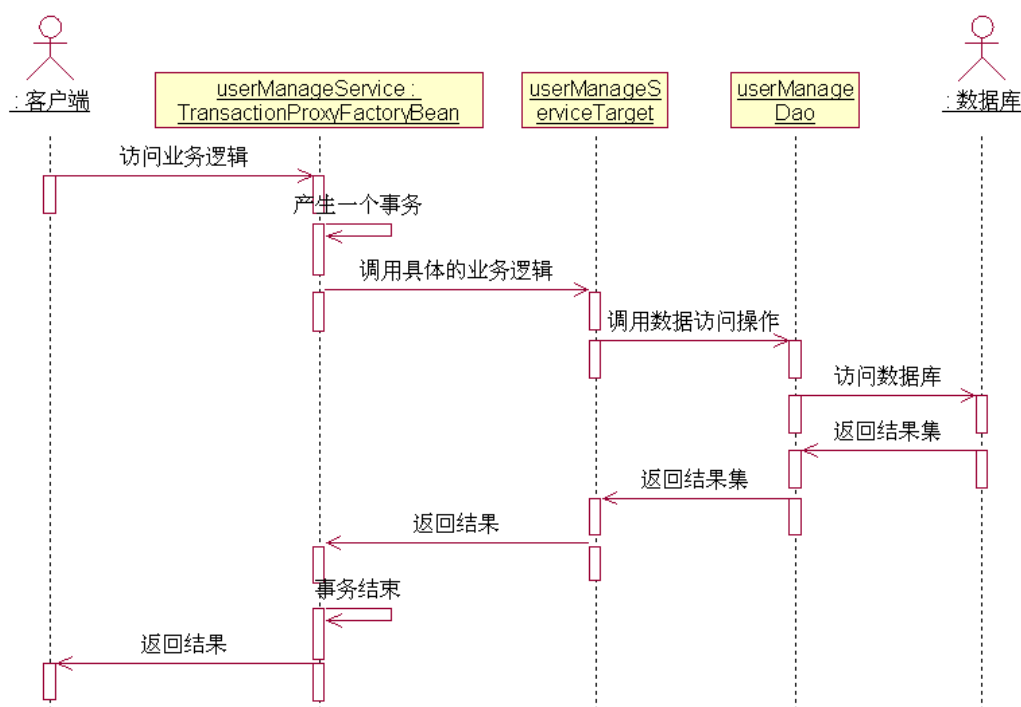 : 客户端
userManageService :
TransactionProxyFactoryBean
userManageS
erviceTarget
userManage
Dao
: 数据库
访问业务逻辑
产生一个事务
调用具体的业务逻辑
调用数据访问操作
访问数据库
返回结果集
返回结果集
返回结果
事务结束
返回结果